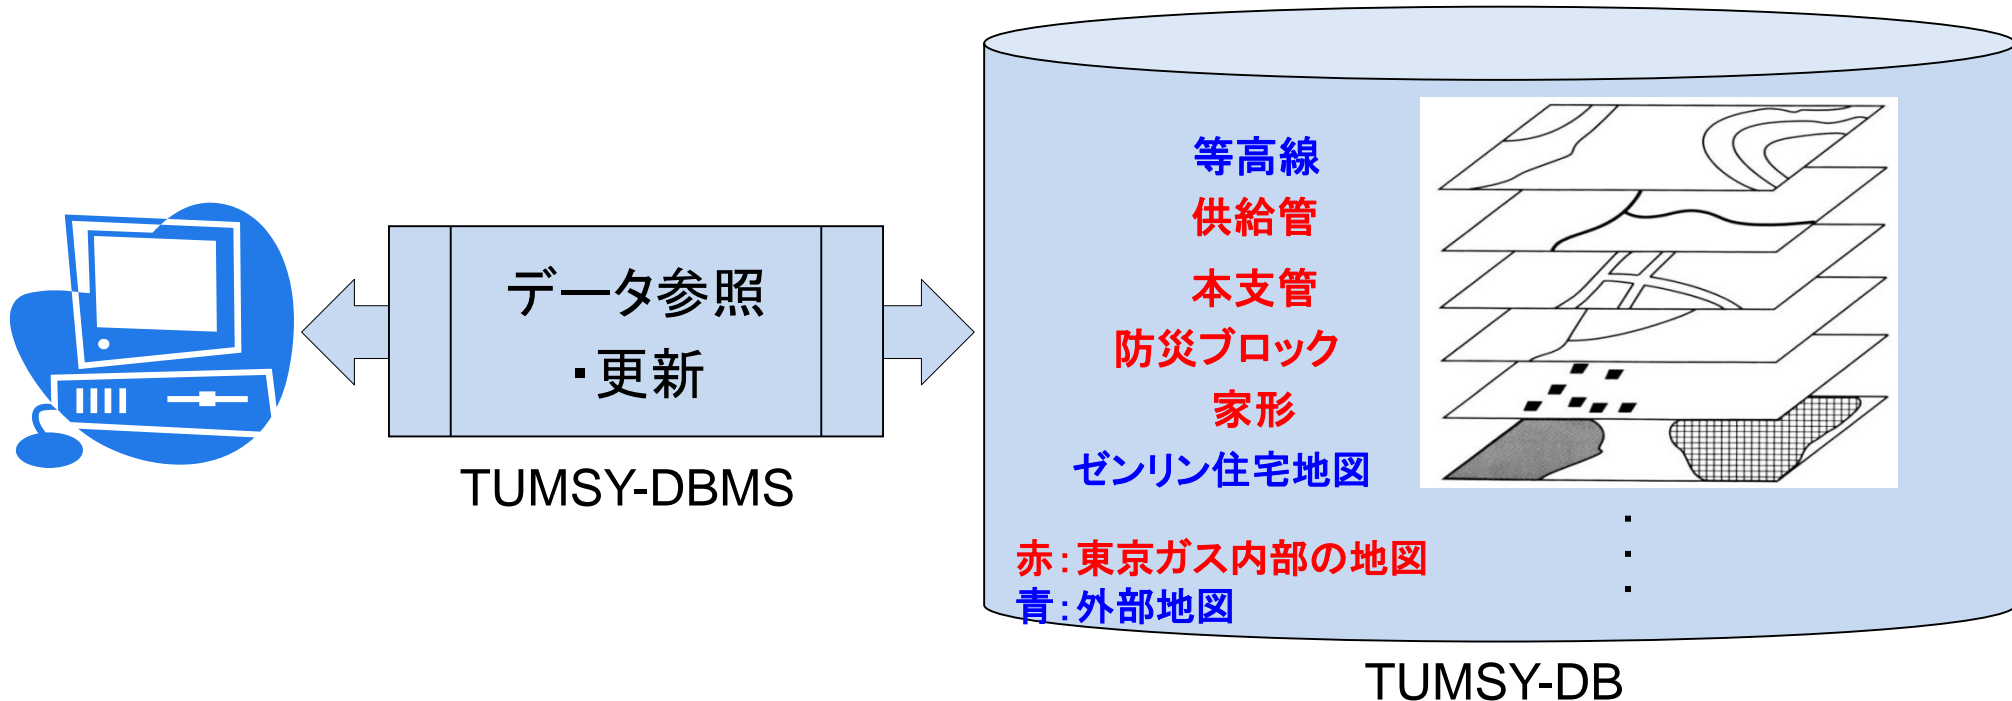 データ参照
・更新
TUMSY-DBMS
等高線
供給管
本支管
防災ブロック
家形
ゼンリン住宅地図
赤：東京ガス内部の地図
青：外部地図
TUMSY-DB